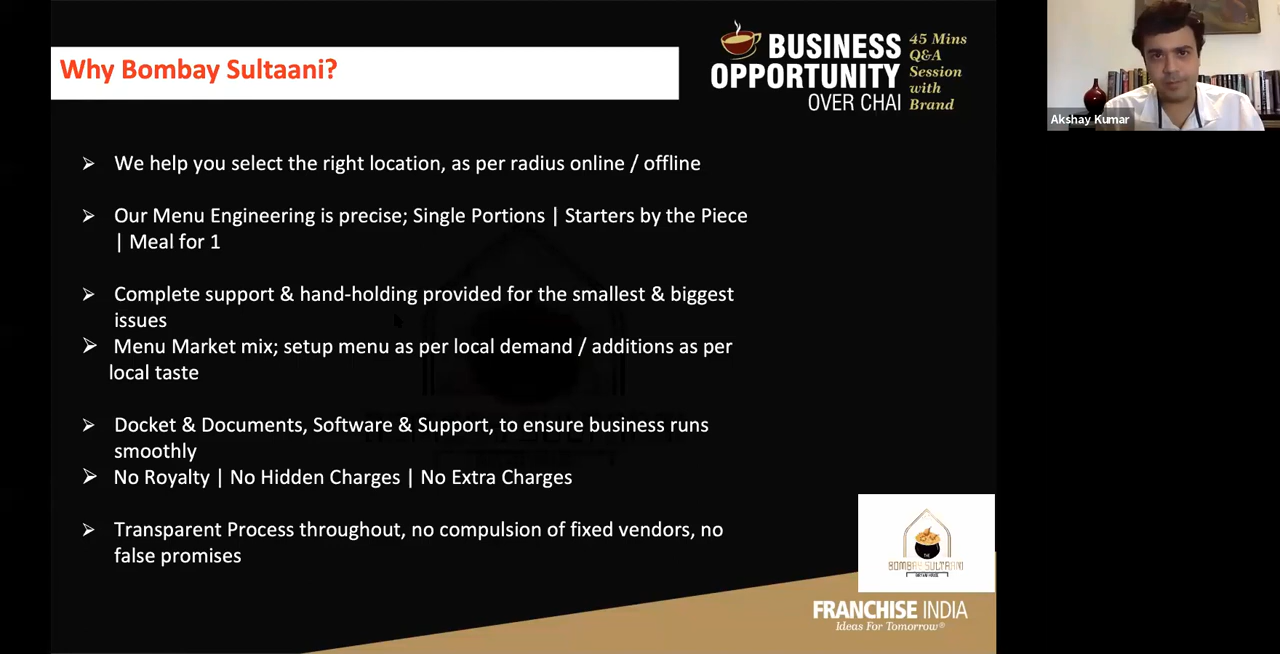 Why Bombay Sultaani?
BUSINESS
OPPORTUNITY
OVER CHAI
45 Mins
Q&A
Session
with
Brand
Akshay Kumar
➢ We help you select the right location, as per radius online / offline
➢ Our Menu Engineering is precise; Single Portions | Starters by the Piece
| Meal for 1
➢ Complete support & hand-holding provided for the smallest & biggest
issues
➢ Menu Market mix; setup menu as per local demand / additions as per
local taste
➢ Docket & Documents, Software & Support, to ensure business runs
smoothly
➢ No Royalty | No Hidden Charges | No Extra Charges
➢ Transparent Process throughout, no compulsion of fixed vendors, no
false promises
THE
BOMBAY SULTAANI
FRANCHISE INDIA
Ideas For Tomorrow®